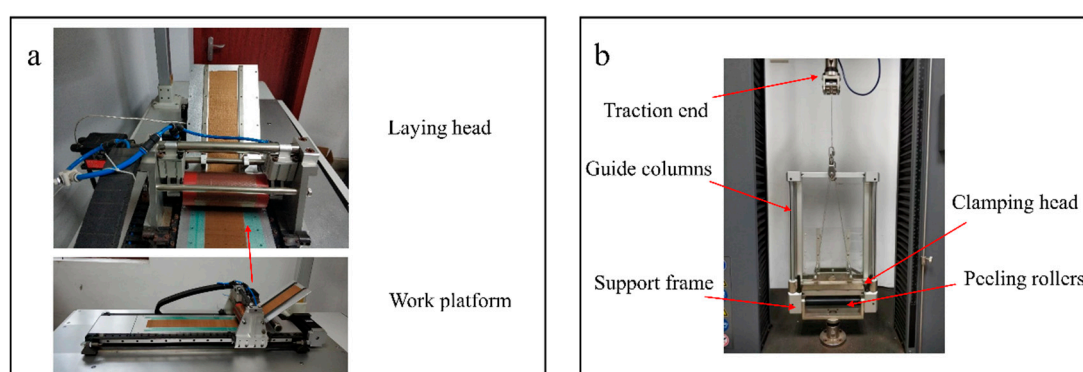 a
Laying head
Work platform
b
Traction end
Guide columns
Clamping head
Support frame
Peeling rollers